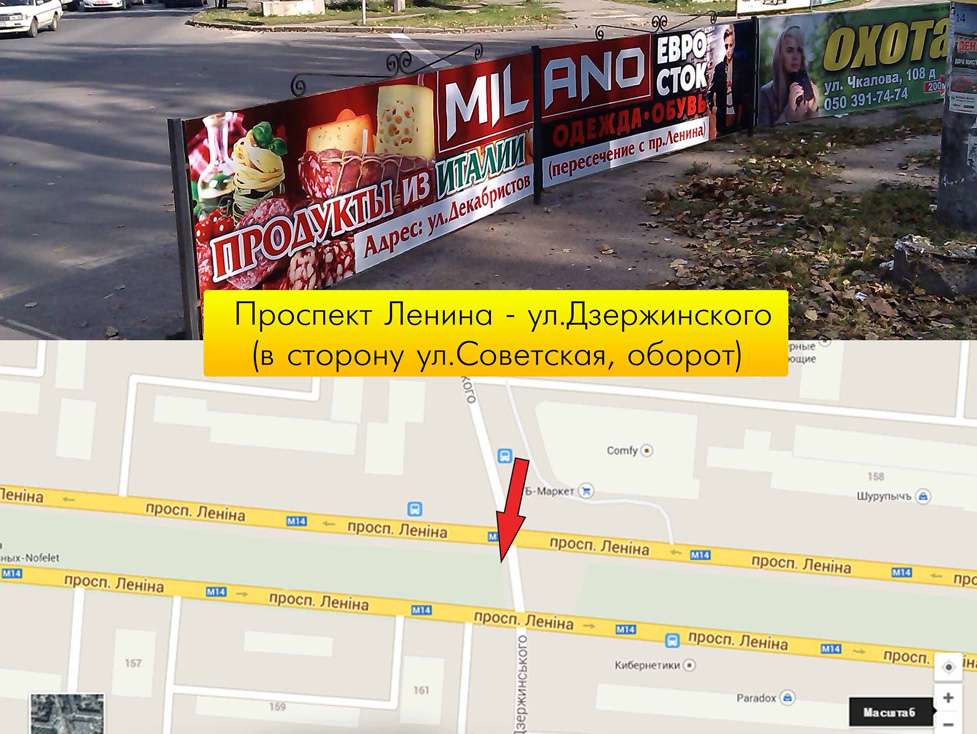 MILANO
ПРОДУКТЫ ИЗ ИТАЛИИ
Адрес: ул.Декабристов
ЕВРО
СТОК
ОДЕЖДА•ОБУВЬ
(пересечение с пр.Ленина)
ОХОТА
ул. Чкалова, 108 д
050 391-74-74
Проспект Ленина - ул.Дзержинского
(в сторону ул.Советская, оборот)
Comfy
158
Б-Маркет
Шурупычъ
Леніна
просп. Леніна
M14
просп. Леніна
просп. Леніна
M14
просп. Леніна
M14
ных-Nofelet
M14
просп. Леніна
M14
просп. Леніна
M14
просп. Леніна
M14
просп. Леніна
M14
просп.
157
Кибернетики
161
Paradox
159
Дзержинського
Масштаб